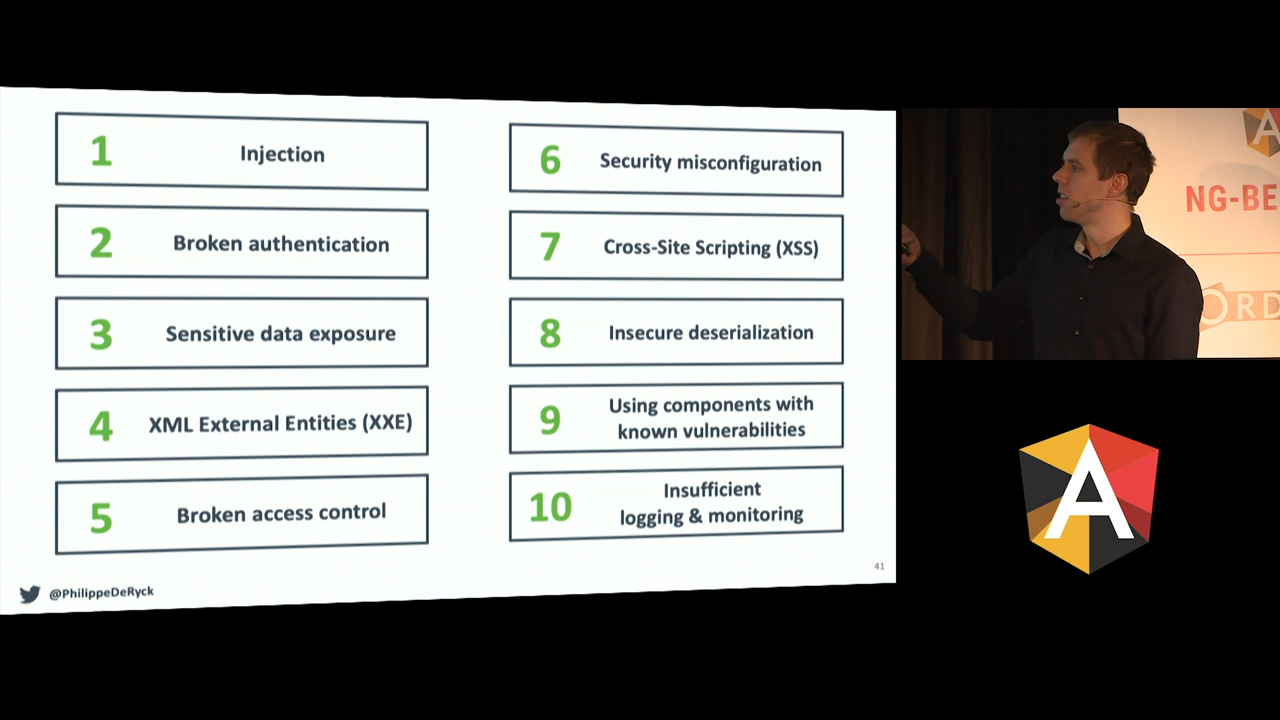 1
Injection
2
Broken authentication
3
Sensitive data exposure
4
XML External Entities (XXE)
5
Broken access control
6
Security misconfiguration
7
Cross-Site Scripting (XSS)
8
Insecure deserialization
9
Using components with
known vulnerabilities
10
Insufficient
logging & monitoring
41
@PhilippeDeRyck
A
NG-BE
ORD
A